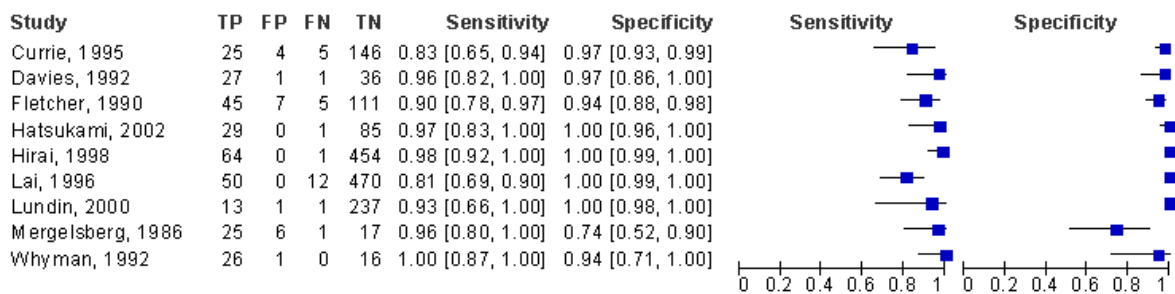 Study TP FP FN TN Sensitivity Specificity Sensitivity Specificity
Currie, 1995 25 4 5 146 0.83 [0.65, 0.94] 0.97 [0.93, 0.99]
Davies, 1992 27 1 1 36 0.96 [0.82, 1.00] 0.97 [0.86, 1.00]
Fletcher, 1990 45 7 5 111 0.90 [0.78, 0.97] 0.94 [0.88, 0.98]
Hatsukami, 2002 29 0 1 85 0.97 [0.83, 1.00] 1.00 [0.96, 1.00]
Hirai, 1998 64 0 1 454 0.98 [0.92, 1.00] 1.00 [0.99, 1.00]
Lai, 1996 50 0 12 470 0.81 [0.69, 0.90] 1.00 [0.99, 1.00]
Lundin, 2000 13 1 1 237 0.93 [0.66, 1.00] 1.00 [0.98, 1.00]
Mergelsberg, 1986 25 6 1 17 0.96 [0.80, 1.00] 0.74 [0.52, 0.90]
Whyman, 1992 26 1 0 16 1.00 [0.87, 1.00] 0.94 [0.71, 1.00]
0 0.2 0.4 0.6 0.8 1 0 0.2 0.4 0.6 0.8 1